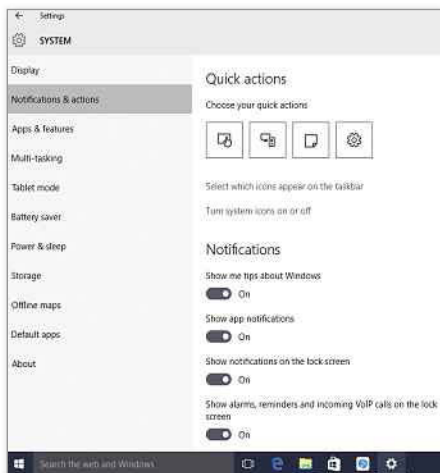 Settings
SYSTEM
Display
Notifications & actions
Apps & features
Multi-tasking
Tablet mode
Battery saver
Power & sleep
Storage
Offline maps
Default apps
About
Quick actions
Choose your quick actions
Select which icons appear on the taskbar
Turn system icons on or off
Notifications
Show me tips about Windows
On
Show app notifications
On
Show notifications on the lock screen
On
Show alarms, reminders and incoming VoIP calls on the lock
screen
On
Search the web and Windows